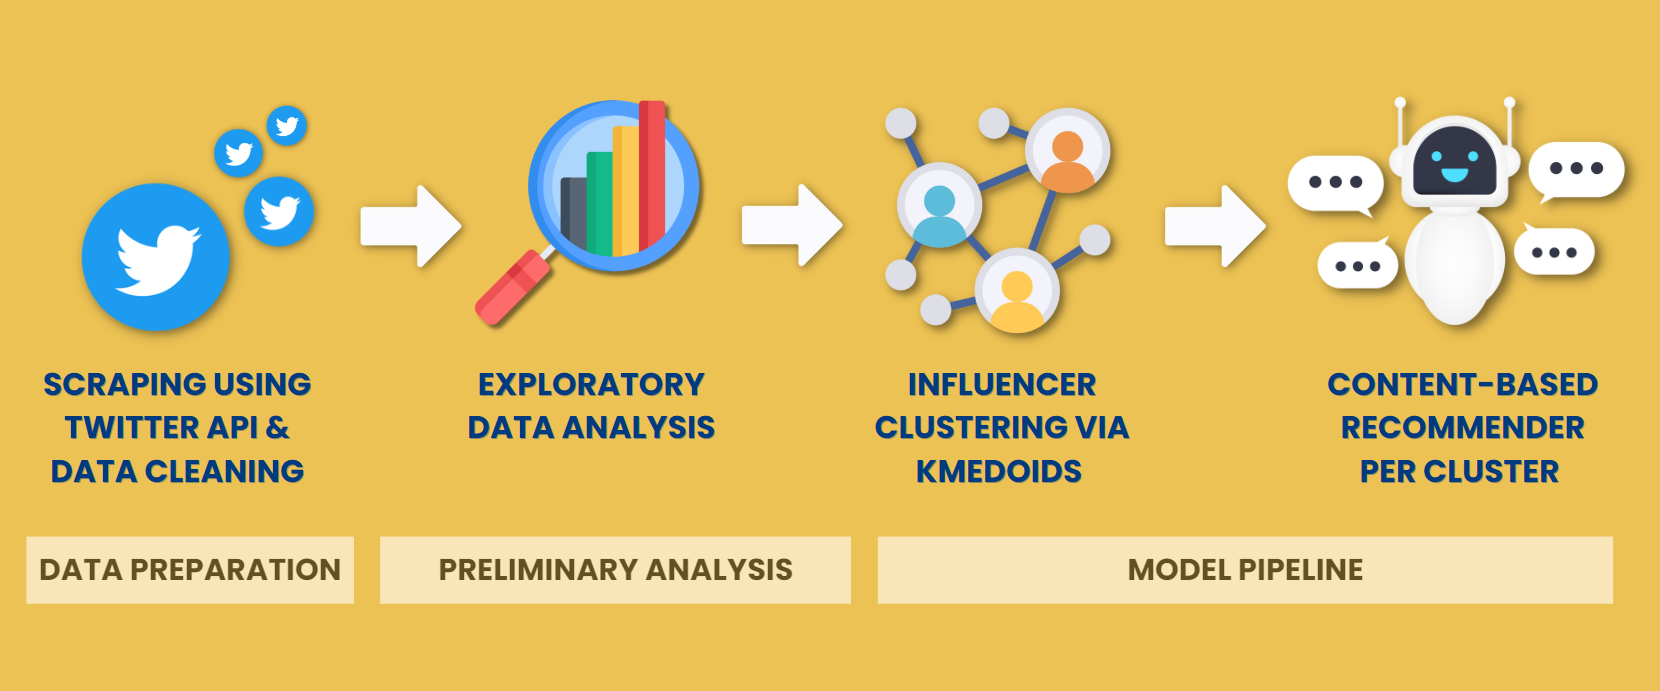 SCRAPING USING
TWITTER API &
DATA CLEANING
EXPLORATORY
DATA ANALYSIS
INFLUENCER
CLUSTERING VIA
KMEDOIDS
CONTENT-BASED
RECOMMENDER
PER CLUSTER
DATA PREPARATION
PRELIMINARY ANALYSIS
MODEL PIPELINE